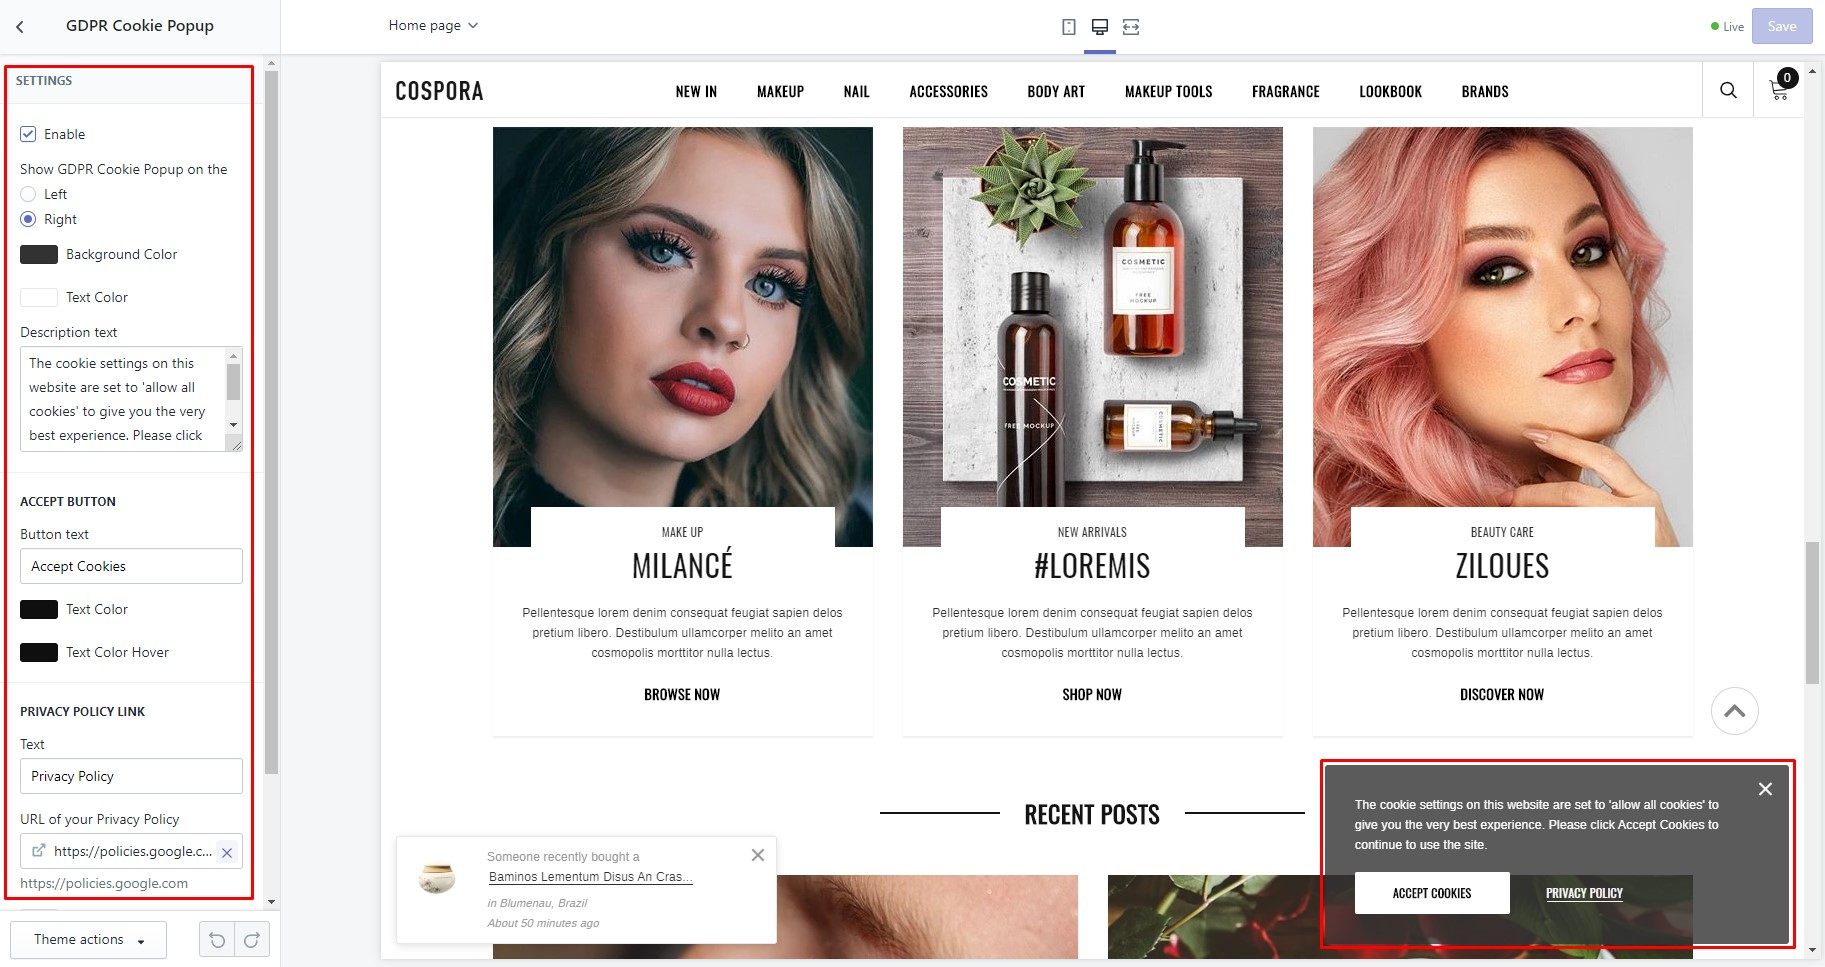 GDPR Cookie Popup
Home page
Live
Save
SETTINGS
Enable
Show GDPR Cookie Popup on the
Left
Right
Background Color
Text Color
Description text
The cookie settings on this
website are set to 'allow all
cookies' to give you the very
best experience. Please click
ACCEPT BUTTON
Button text
Accept Cookies
Text Color
Text Color Hover
PRIVACY POLICY LINK
Text
Privacy Policy
URL of your Privacy Policy
https://policies.google.c...
https://policies.google.com
Theme actions
COSPORA
NEW IN
MAKEUP
NAIL
ACCESSORIES
BODY ART
MAKEUP TOOLS
FRAGRANCE
LOOKBOOK
BRANDS
0
COSMETIC
FREE
MOCKUP
COSMETIC
FREE MOCKUP
COSMETIC
MAKE UP
MILANCÉ
Pellentesque lorem denim consequat feugiat sapien delos
pretium libero. Destibulum ullamcorper melito an amet
cosmopolis morttitor nulla lectus.
BROWSE NOW
NEW ARRIVALS
#LOREMIS
Pellentesque lorem denim consequat feugiat sapien delos
pretium libero. Destibulum ullamcorper melito an amet
cosmopolis morttitor nulla lectus.
SHOP NOW
BEAUTY CARE
ZILOUES
Pellentesque lorem denim consequat feugiat sapien delos
pretium libero. Destibulum ullamcorper melito an amet
cosmopolis morttitor nulla lectus.
DISCOVER NOW
RECENT POSTS
Someone recently bought a
Baminos Lementum Disus An Cras...
in Blumenau, Brazil
About 50 minutes ago
The cookie settings on this website are set to 'allow all cookies' to
give you the very best experience. Please click Accept Cookies to
continue to use the site.
ACCEPT COOKIES
PRIVACY POLICY